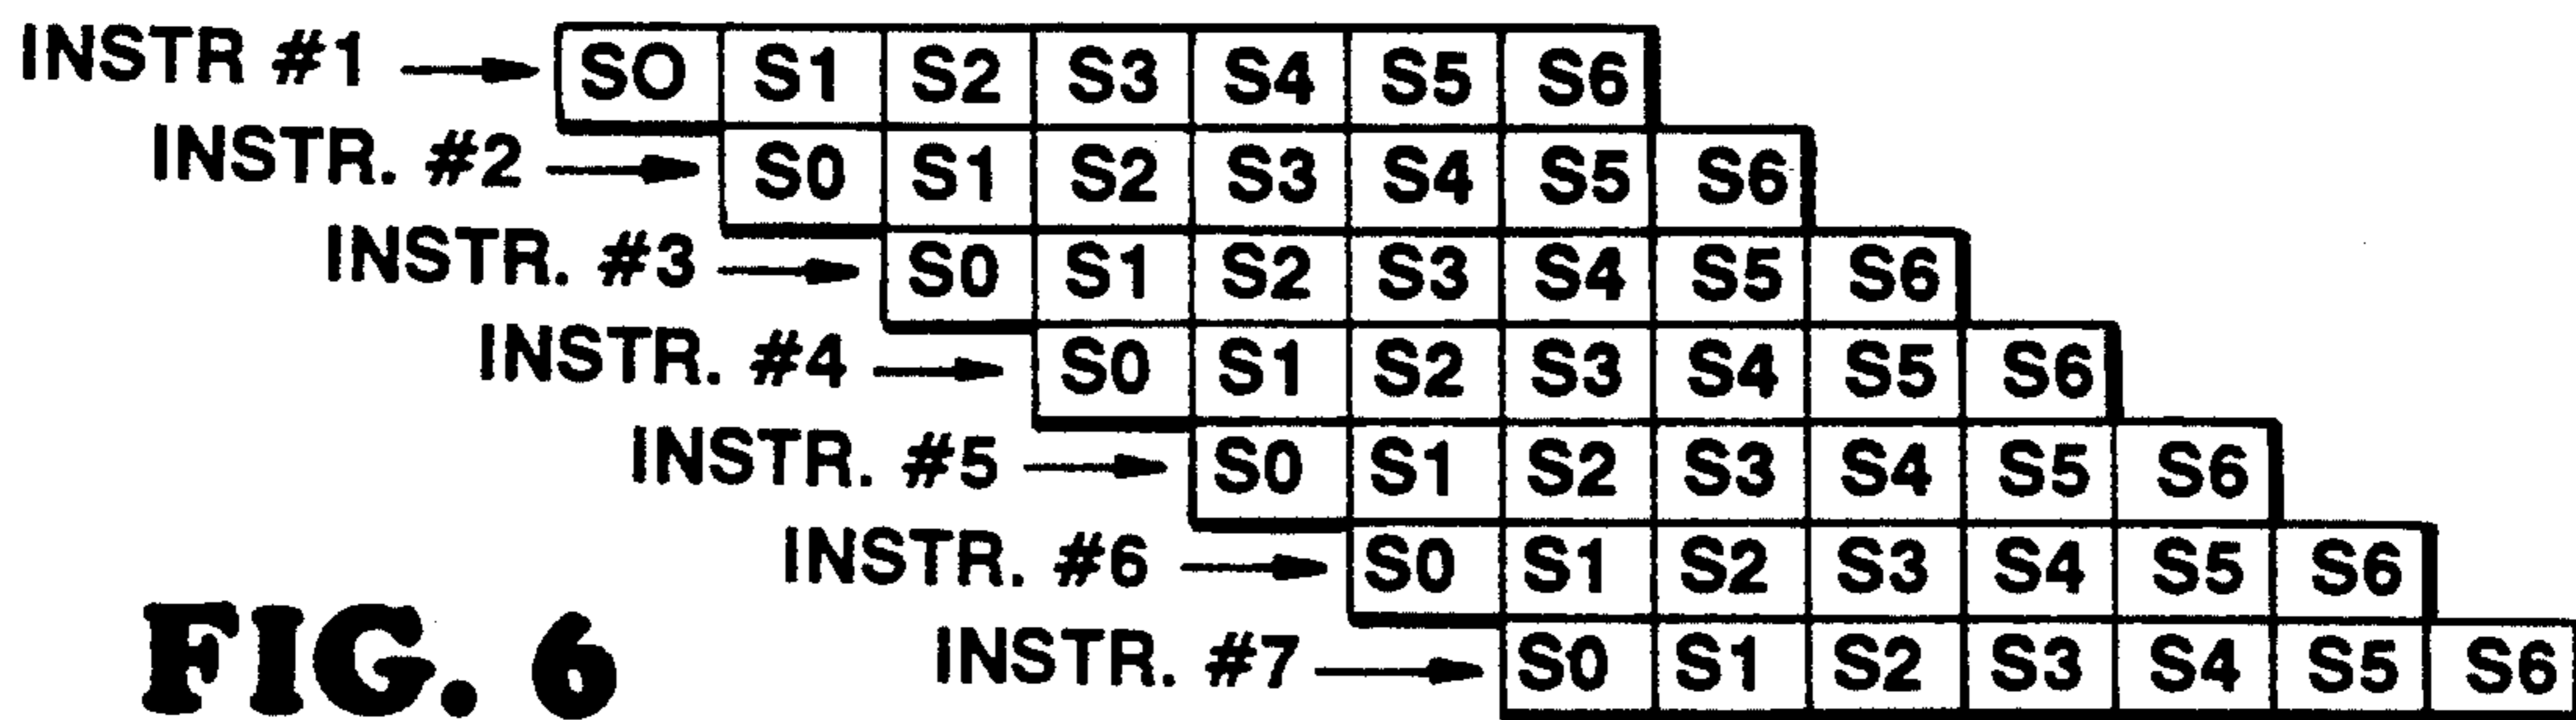 INSTR #1 SO S1 S2 S3 S4 S5 S6
INSTR. #2 S0 S1 S2 S3 S4 S5 S6
INSTR. #3 S0 S1 S2 S3 S4 S5 S6
INSTR. #4 S0 S1 S2 S3 S4 S5 S6
INSTR. #5 S0 S1 S2 S3 S4 S5 S6
INSTR. #6 S0 S1 S2 S3 S4 S5 S6
INSTR. #7 S0 S1 S2 S3 S4 S5 S6
FIG. 6